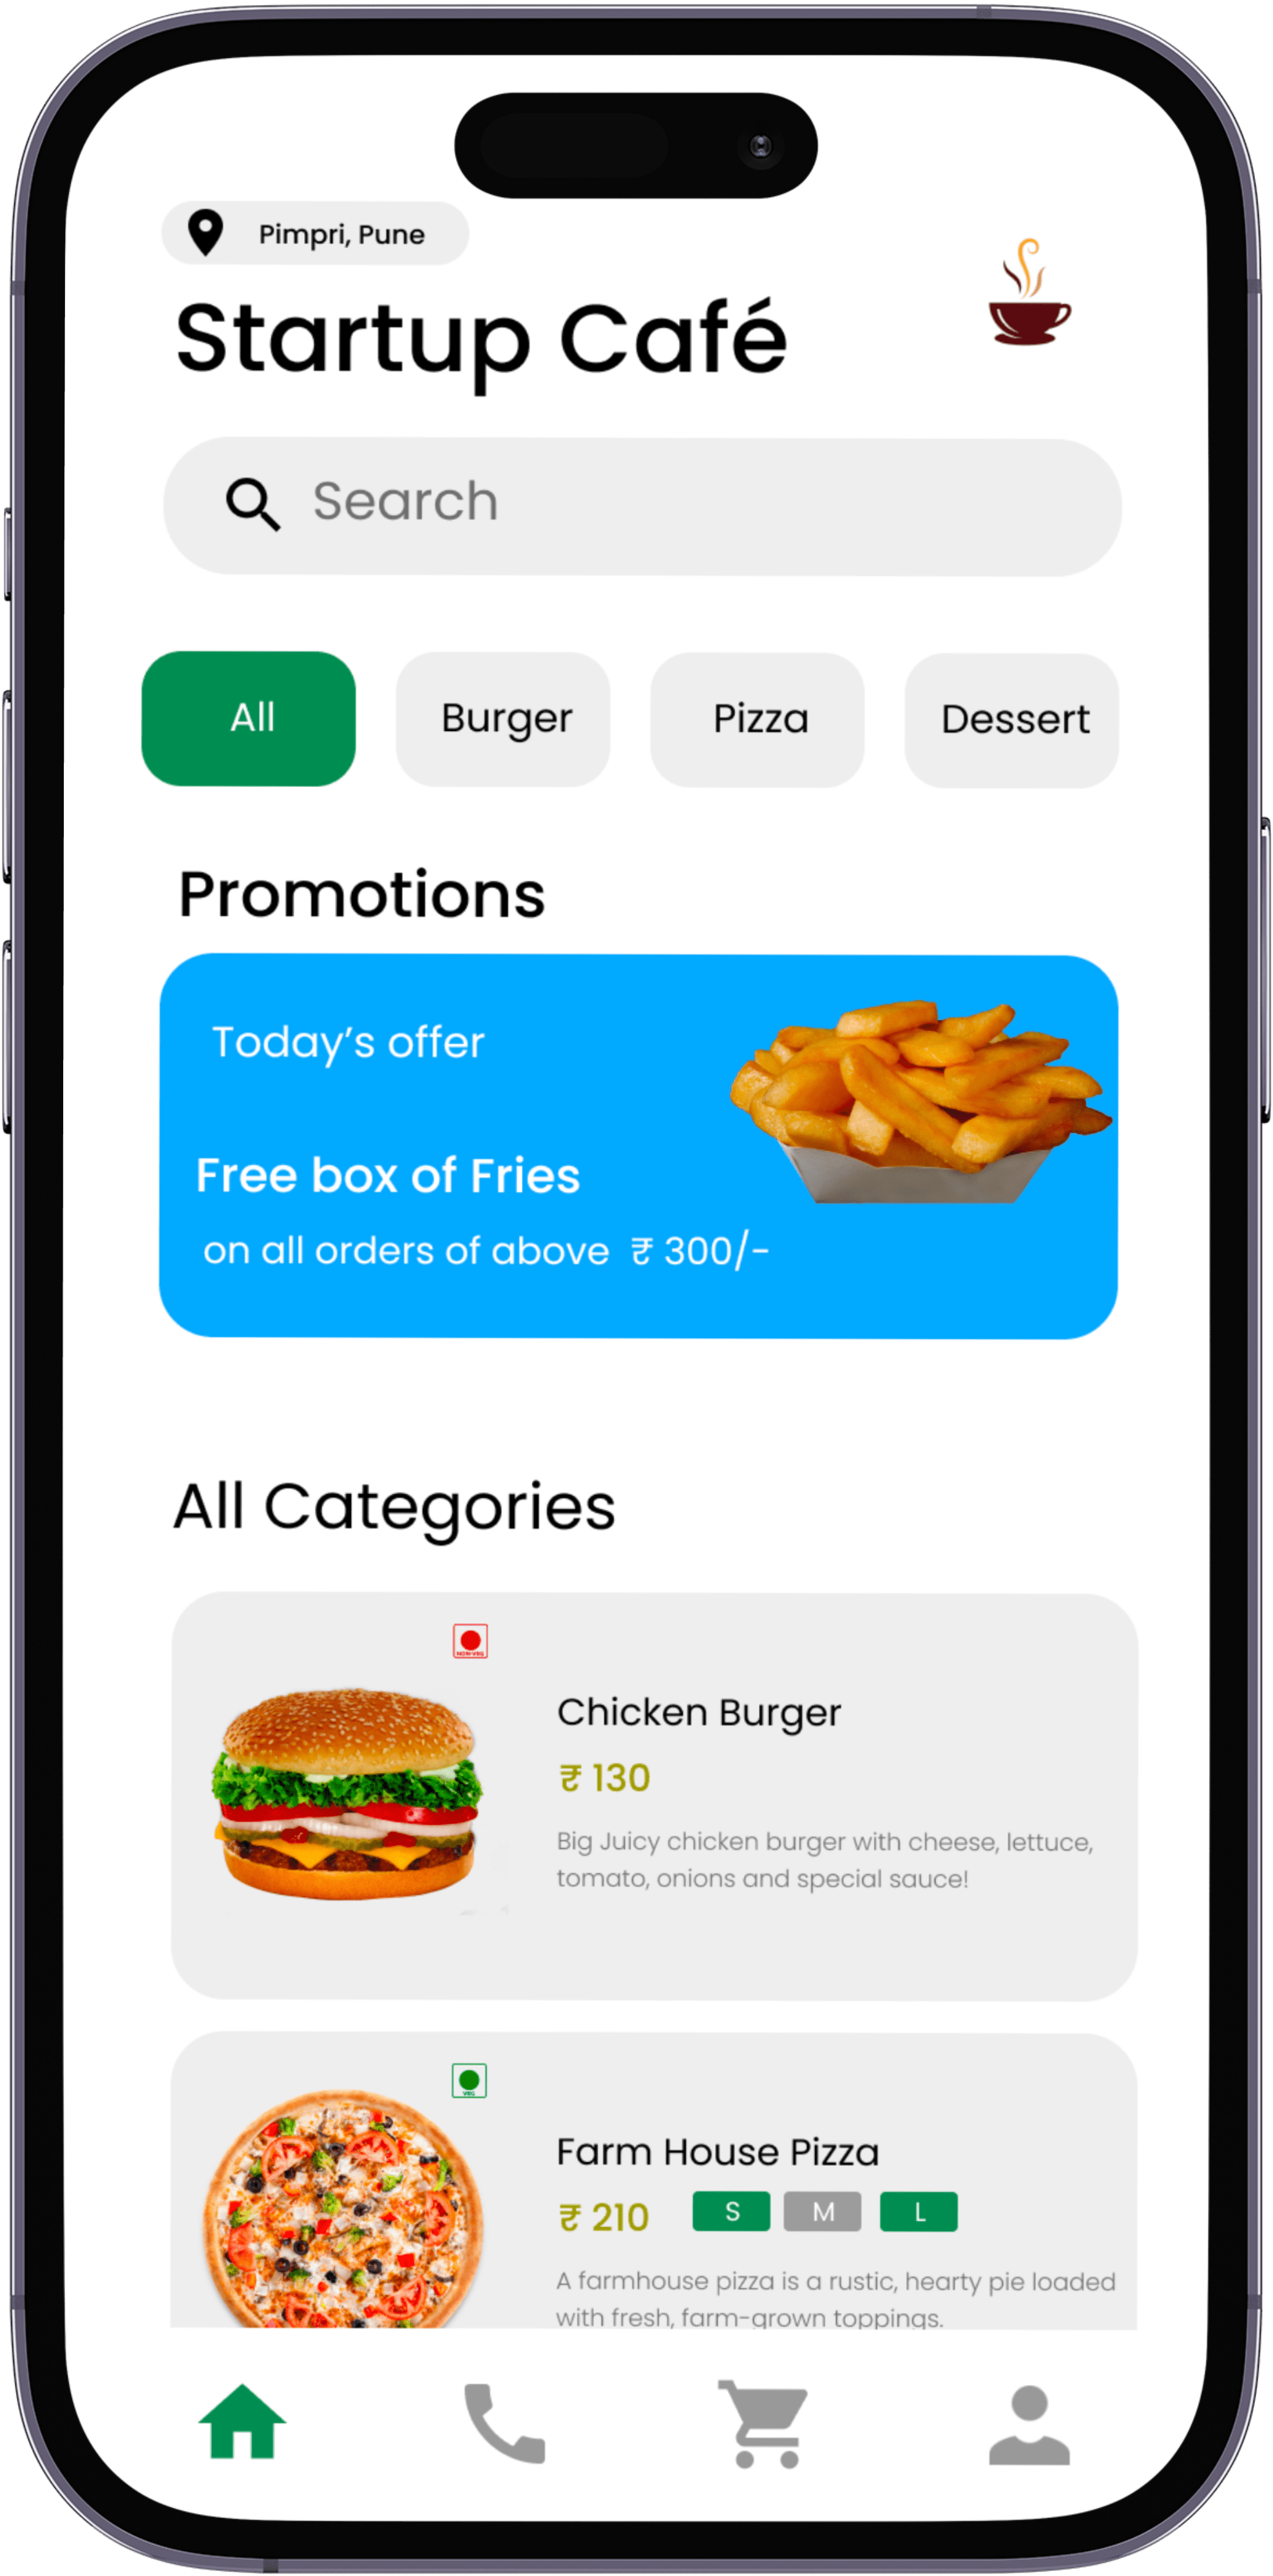 Pimpri, Pune
Startup Café
Search
All
Burger
Pizza
Dessert
Promotions
Today’s offer
Free box of Fries
on all orders of above ₹ 300/-
All Categories
NON-VEG
Chicken Burger
₹ 130
Big Juicy chicken burger with cheese, lettuce,
tomato, onions and special sauce!
VEG
Farm House Pizza
₹ 210
S
M
L
A farmhouse pizza is a rustic, hearty pie loaded
with fresh, farm-grown toppings.